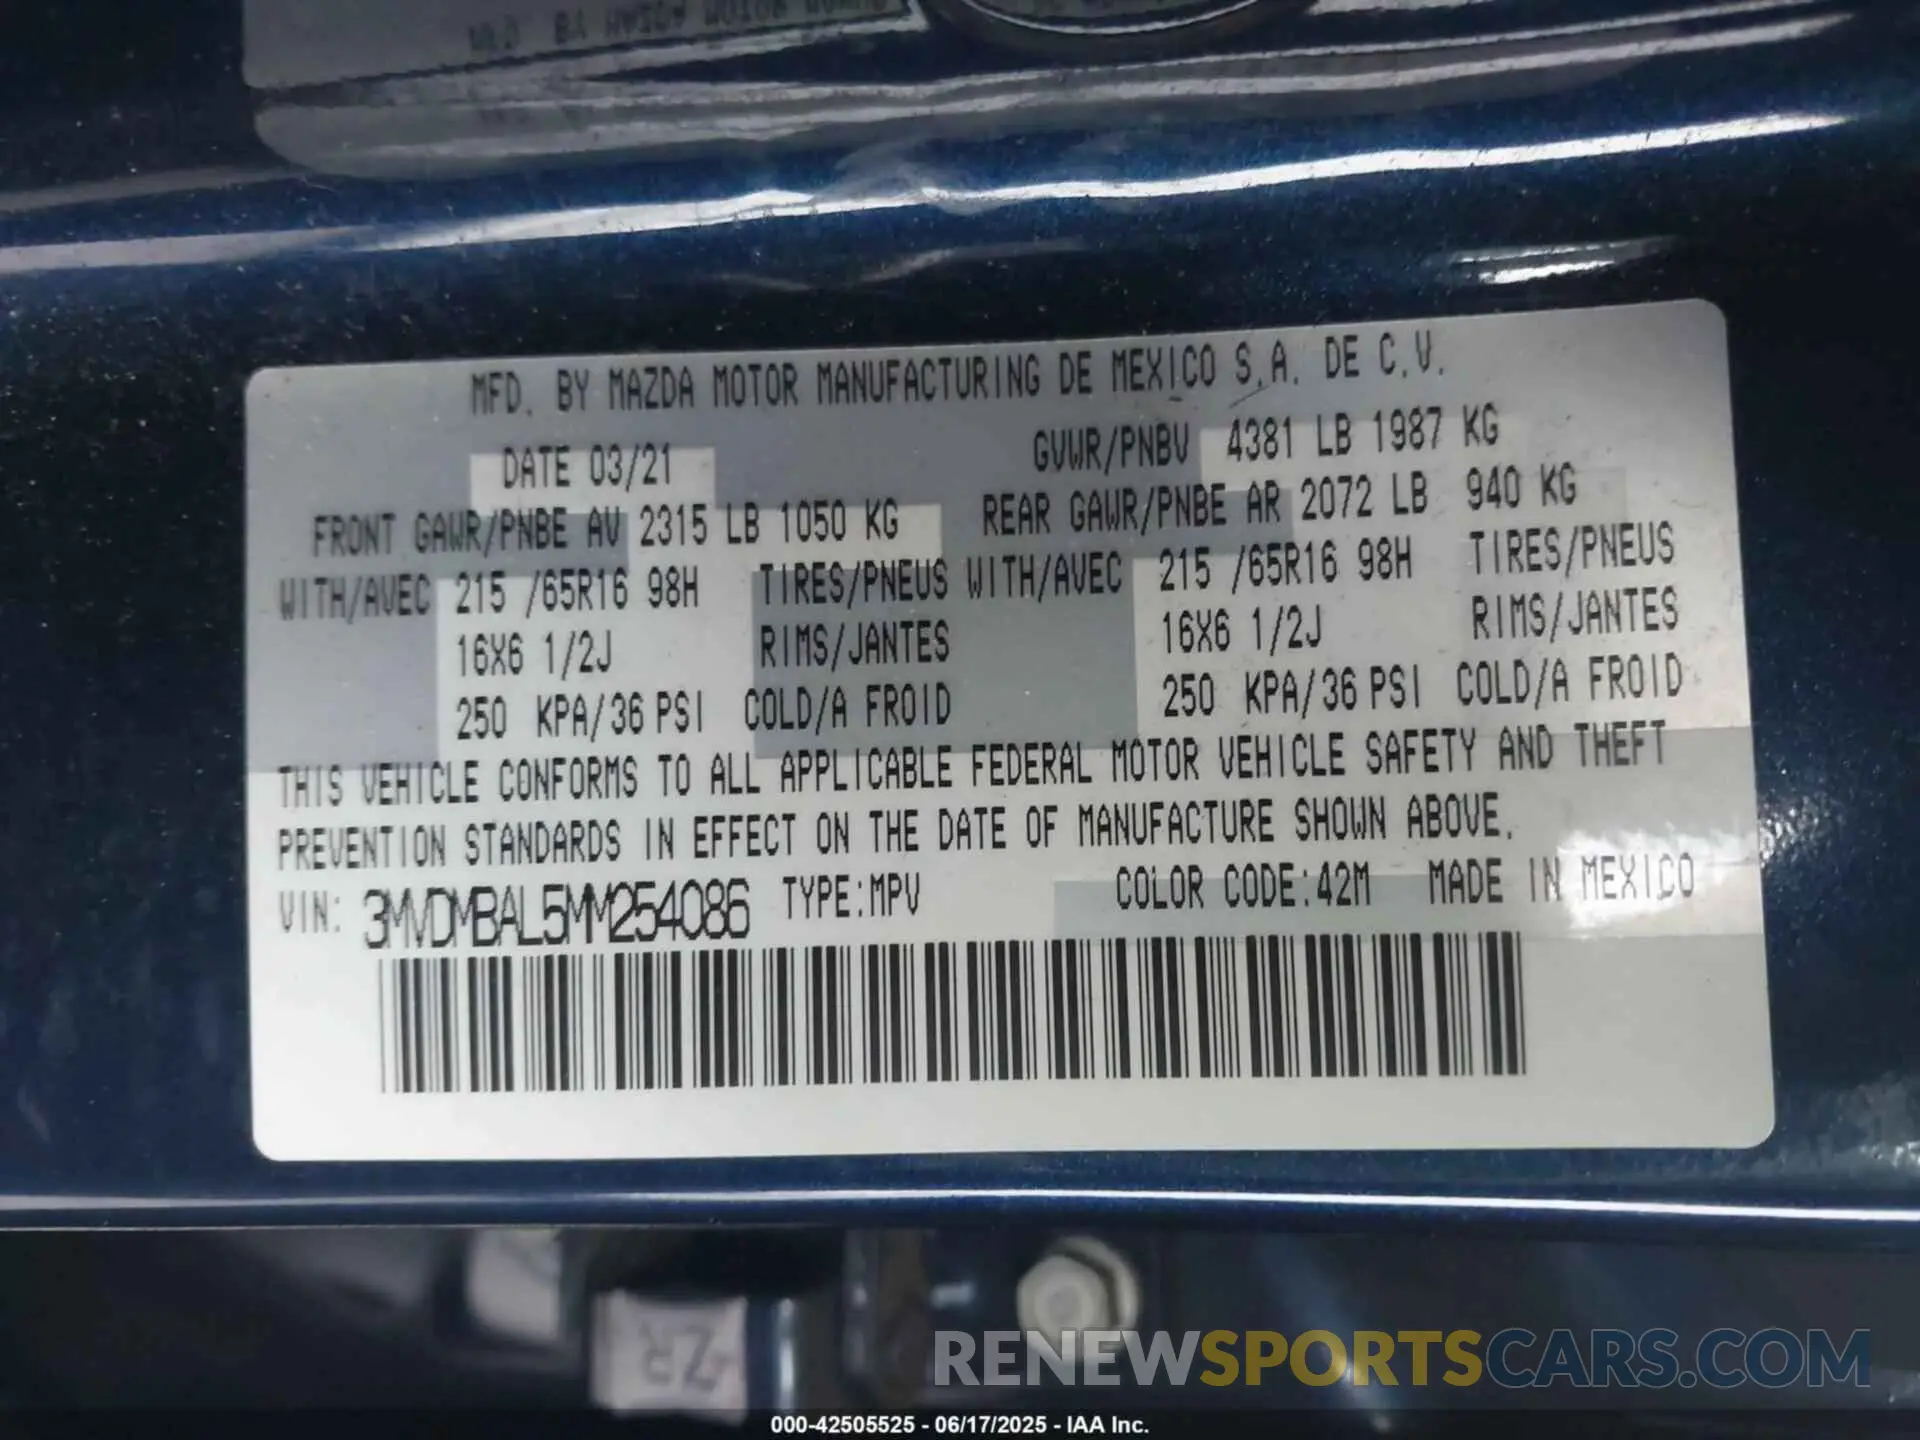 MFD. BY MAZDA MOTOR MANUFACTURING DE MEXICO S.A. DE C.V.
DATE 03/21 GVWR/PNBV 4381 LB 1987 KG
FRONT GAWR/PNBE AV 2315 LB 1050 KG REAR GAWR/PNBE AR 2072 LB 940 KG
WITH/AVEC 215 /65R16 98H TIRES/PNEUS WITH/AVEC 215 /65R16 98H TIRES/PNEUS
16X6 1/2J RIMS/JANTES 16X6 1/2J RIMS/JANTES
250 KPA/36 PSI COLD/A FROID 250 KPA/36 PSI COLD/A FROID
THIS VEHICLE CONFORMS TO ALL APPLICABLE FEDERAL MOTOR VEHICLE SAFETY AND THEFT
PREVENTION STANDARDS IN EFFECT ON THE DATE OF MANUFACTURE SHOWN ABOVE.
VIN: 3MVDMBAL5MM254086 TYPE:MPV COLOR CODE:42M MADE IN MEXICO
ZR
RENEWSPORTSCARS.COM
000-42505525 - 06/17/2025 - IAA Inc.